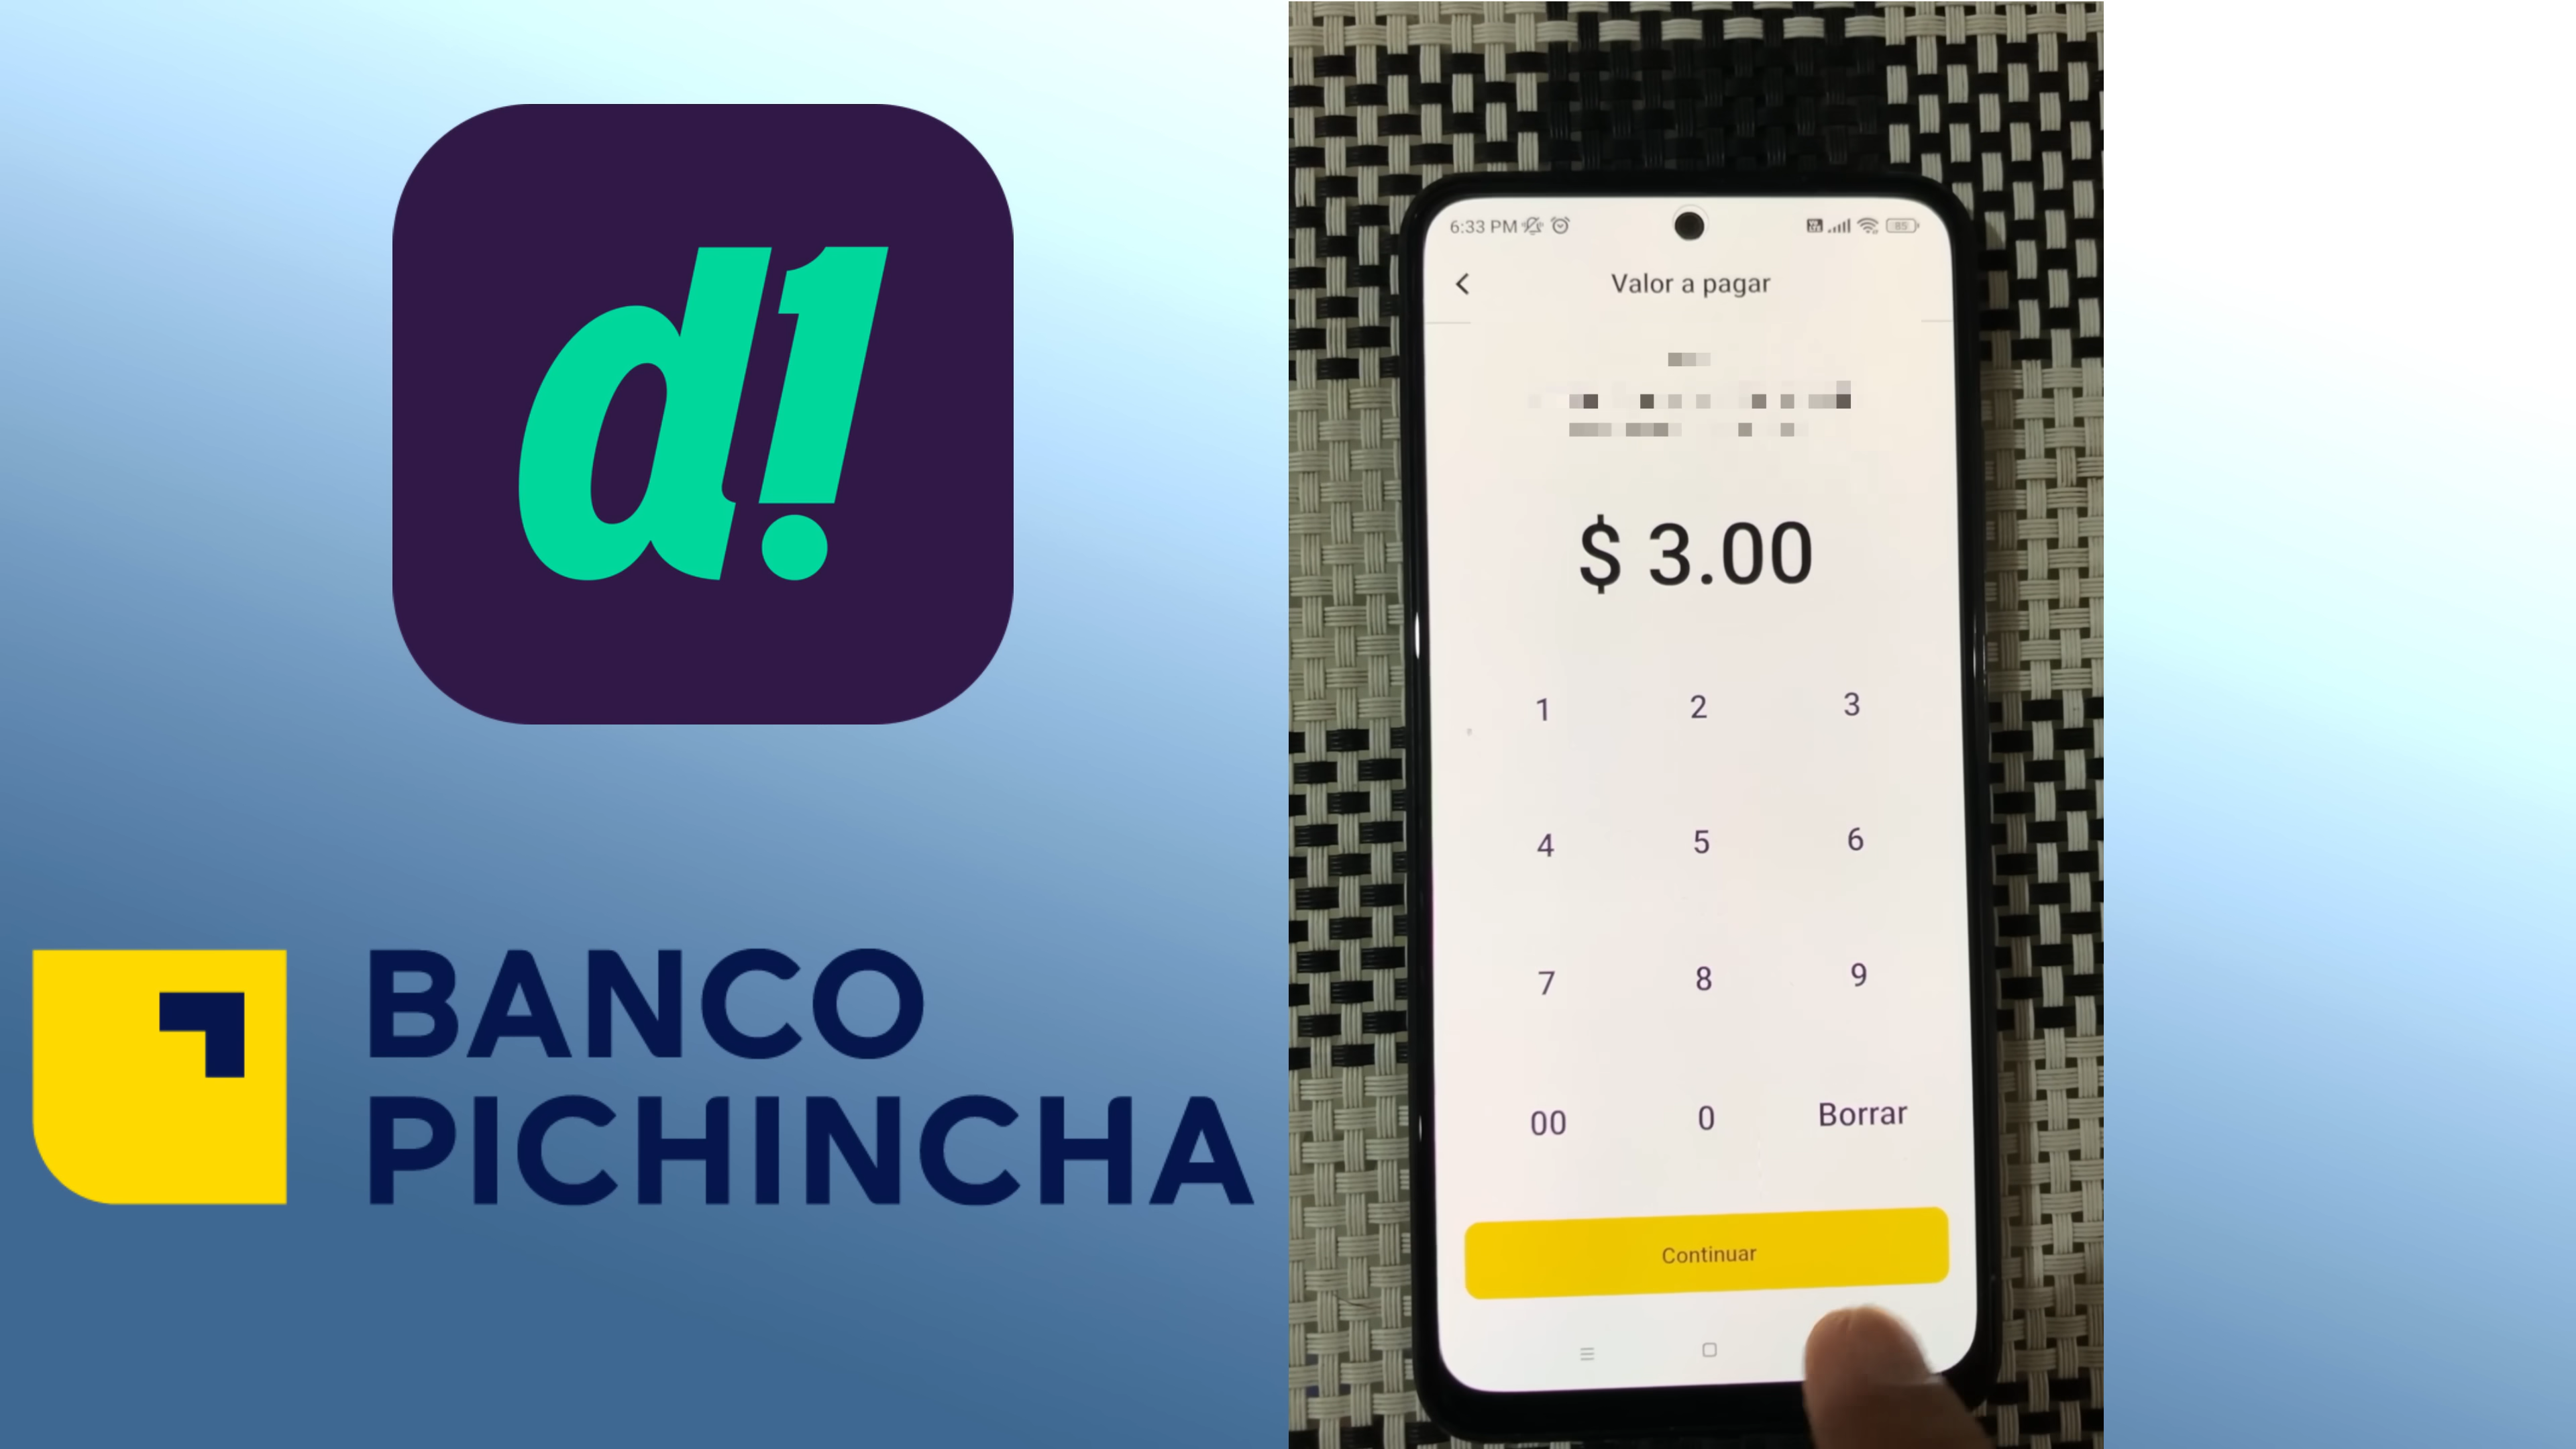 d!
BANCO
PICHINCHA
6:33 PM
85
Valor a pagar
$ 3.00
1 2 3
4 5 6
7 8 9
00 0 Borrar
Continuar